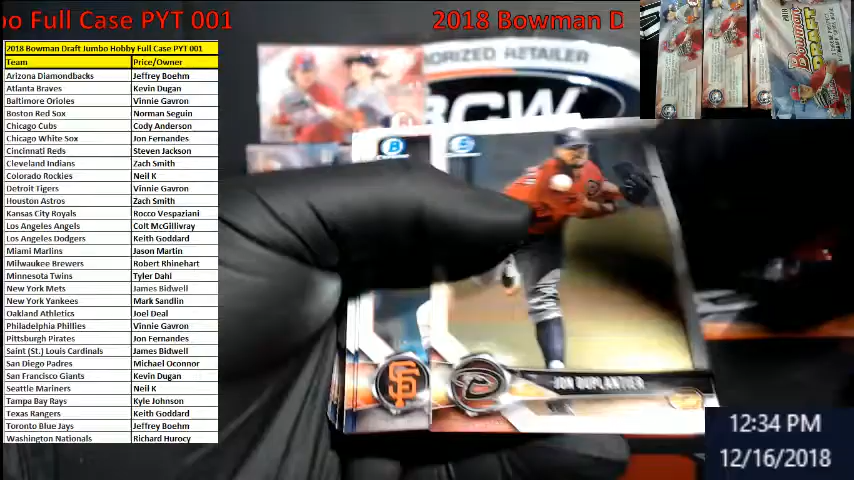 oo Full Case PYT 001
2018 Bowman D
2018 Bowman Draft Jumbo Hobby Full Case PYT 001
Team Price/Owner
Arizona Diamondbacks Jeffrey Boehm
Atlanta Braves Kevin Dugan
Baltimore Orioles Vinnie Gavron
Boston Red Sox Norman Seguin
Chicago Cubs Cody Anderson
Chicago White Sox Jon Fernandes
Cincinnati Reds Steven Jackson
Cleveland Indians Zach Smith
Colorado Rockies Neil K
Detroit Tigers Vinnie Gavron
Houston Astros Zach Smith
Kansas City Royals Rocco Vespaziani
Los Angeles Angels Colt McGillivray
Los Angeles Dodgers Keith Goddard
Miami Marlins Jason Martin
Milwaukee Brewers Robert Rhinehart
Minnesota Twins Tyler Dahl
New York Mets James Bidwell
New York Yankees Mark Sandlin
Oakland Athletics Joel Deal
Philadelphia Phillies Vinnie Gavron
Pittsburgh Pirates Jon Fernandes
Saint (St.) Louis Cardinals James Bidwell
San Diego Padres Michael Oconnor
San Francisco Giants Kevin Dugan
Seattle Mariners Neil K
Tampa Bay Rays Kyle Johnson
Texas Rangers Keith Goddard
Toronto Blue Jays Jeffrey Boehm
Washington Nationals Richard Hurocy
ORIZED RETAILER
BCW
Bowman
DRAFT
B
SF
JON DUPLANTIER
12:34 PM
12/16/2018